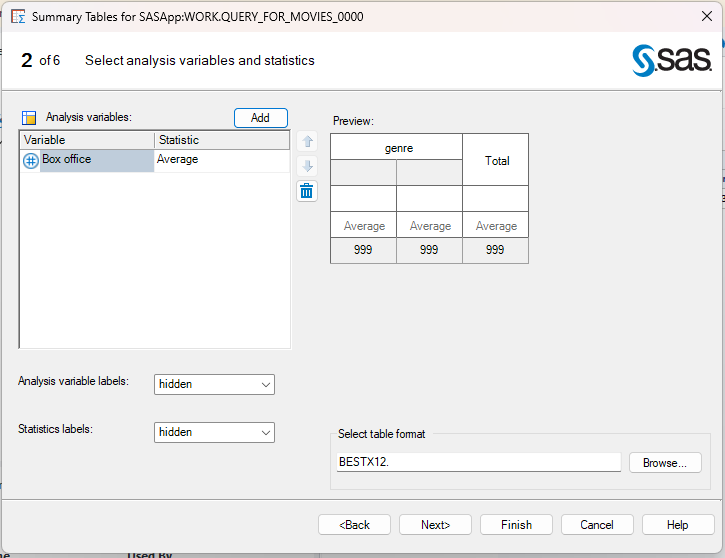 Summary Tables for SASApp:WORK.QUERY_FOR_MOVIES_0000
2 of 6 Select analysis variables and statistics
sas
Analysis variables:
Add
Variable Statistic
Box office Average
Preview:
genre Total
Average Average Average
999 999 999
Analysis variable labels: hidden
Statistics labels: hidden
Select table format
BESTX12. Browse...
<Back Next> Finish Cancel Help
Used By